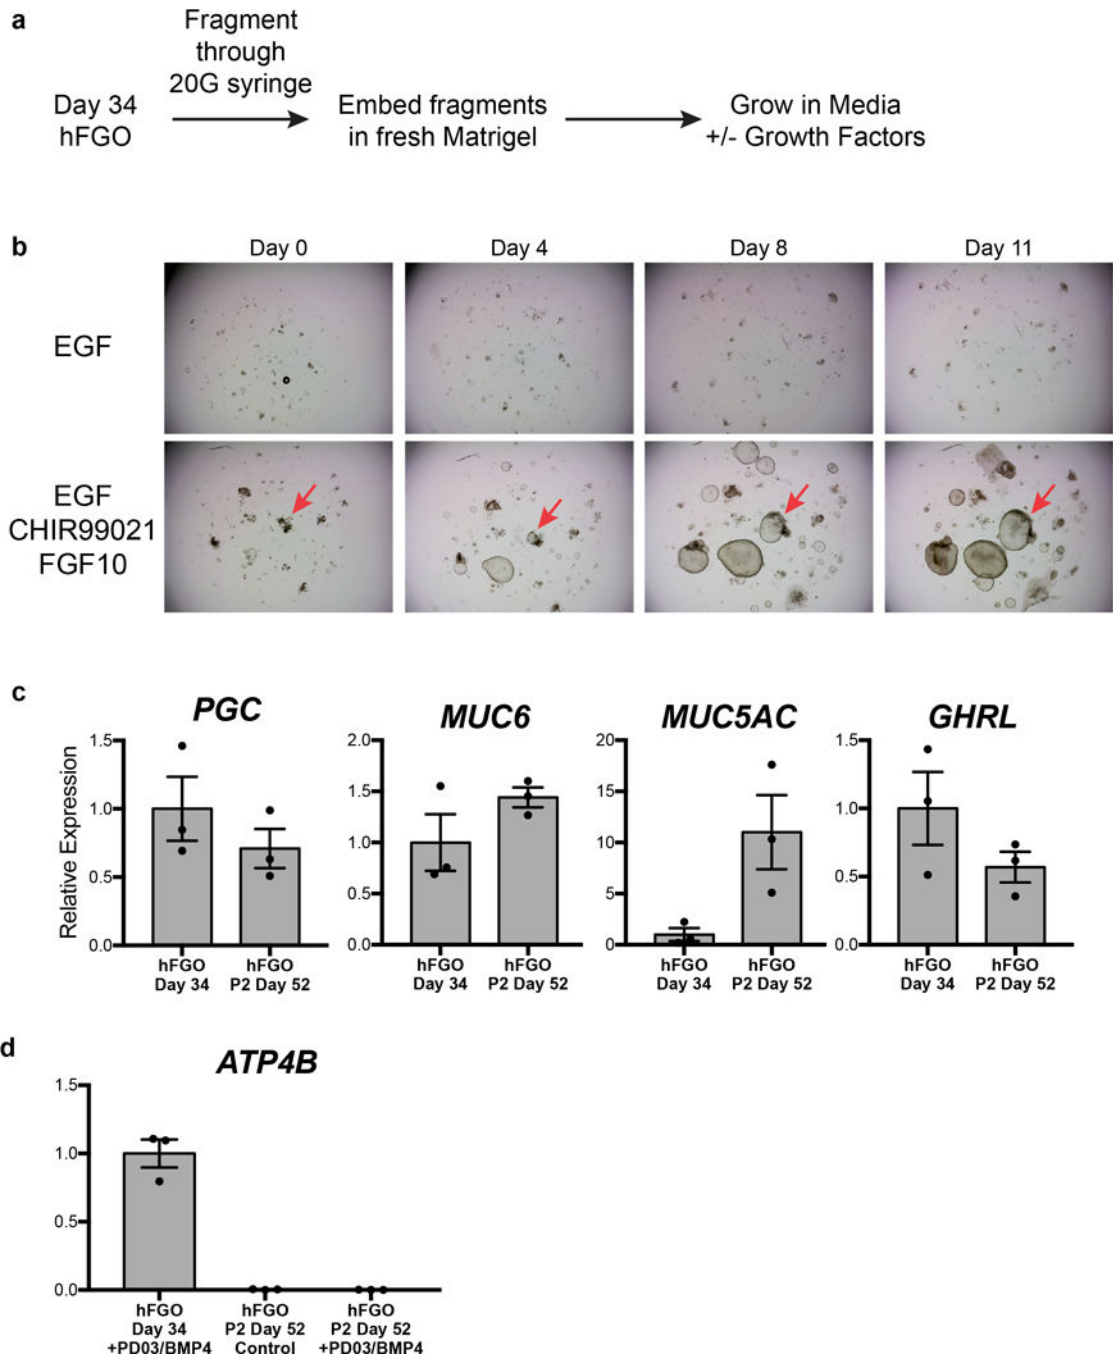 a
Fragment
through
20G syringe
Day 34
hFGO
Embed fragments
in fresh Matrigel
Grow in Media
+/- Growth Factors
b
Day 0
Day 4
Day 8
Day 11
EGF
EGF
CHIR99021
FGF10
c
PGC
MUC6
MUC5AC
GHRL
Relative Expression
1.5
1.0
0.5
0.0
hFGO
Day 34
hFGO
P2 Day 52
2.0
1.5
1.0
0.5
0.0
hFGO
Day 34
hFGO
P2 Day 52
20
15
10
5
0
hFGO
Day 34
hFGO
P2 Day 52
1.5
1.0
0.5
0.0
hFGO
Day 34
hFGO
P2 Day 52
d
ATP4B
1.5
1.0
0.5
0.0
hFGO
Day 34
+PD03/BMP4
hFGO
P2 Day 52
Control
hFGO
P2 Day 52
+PD03/BMP4